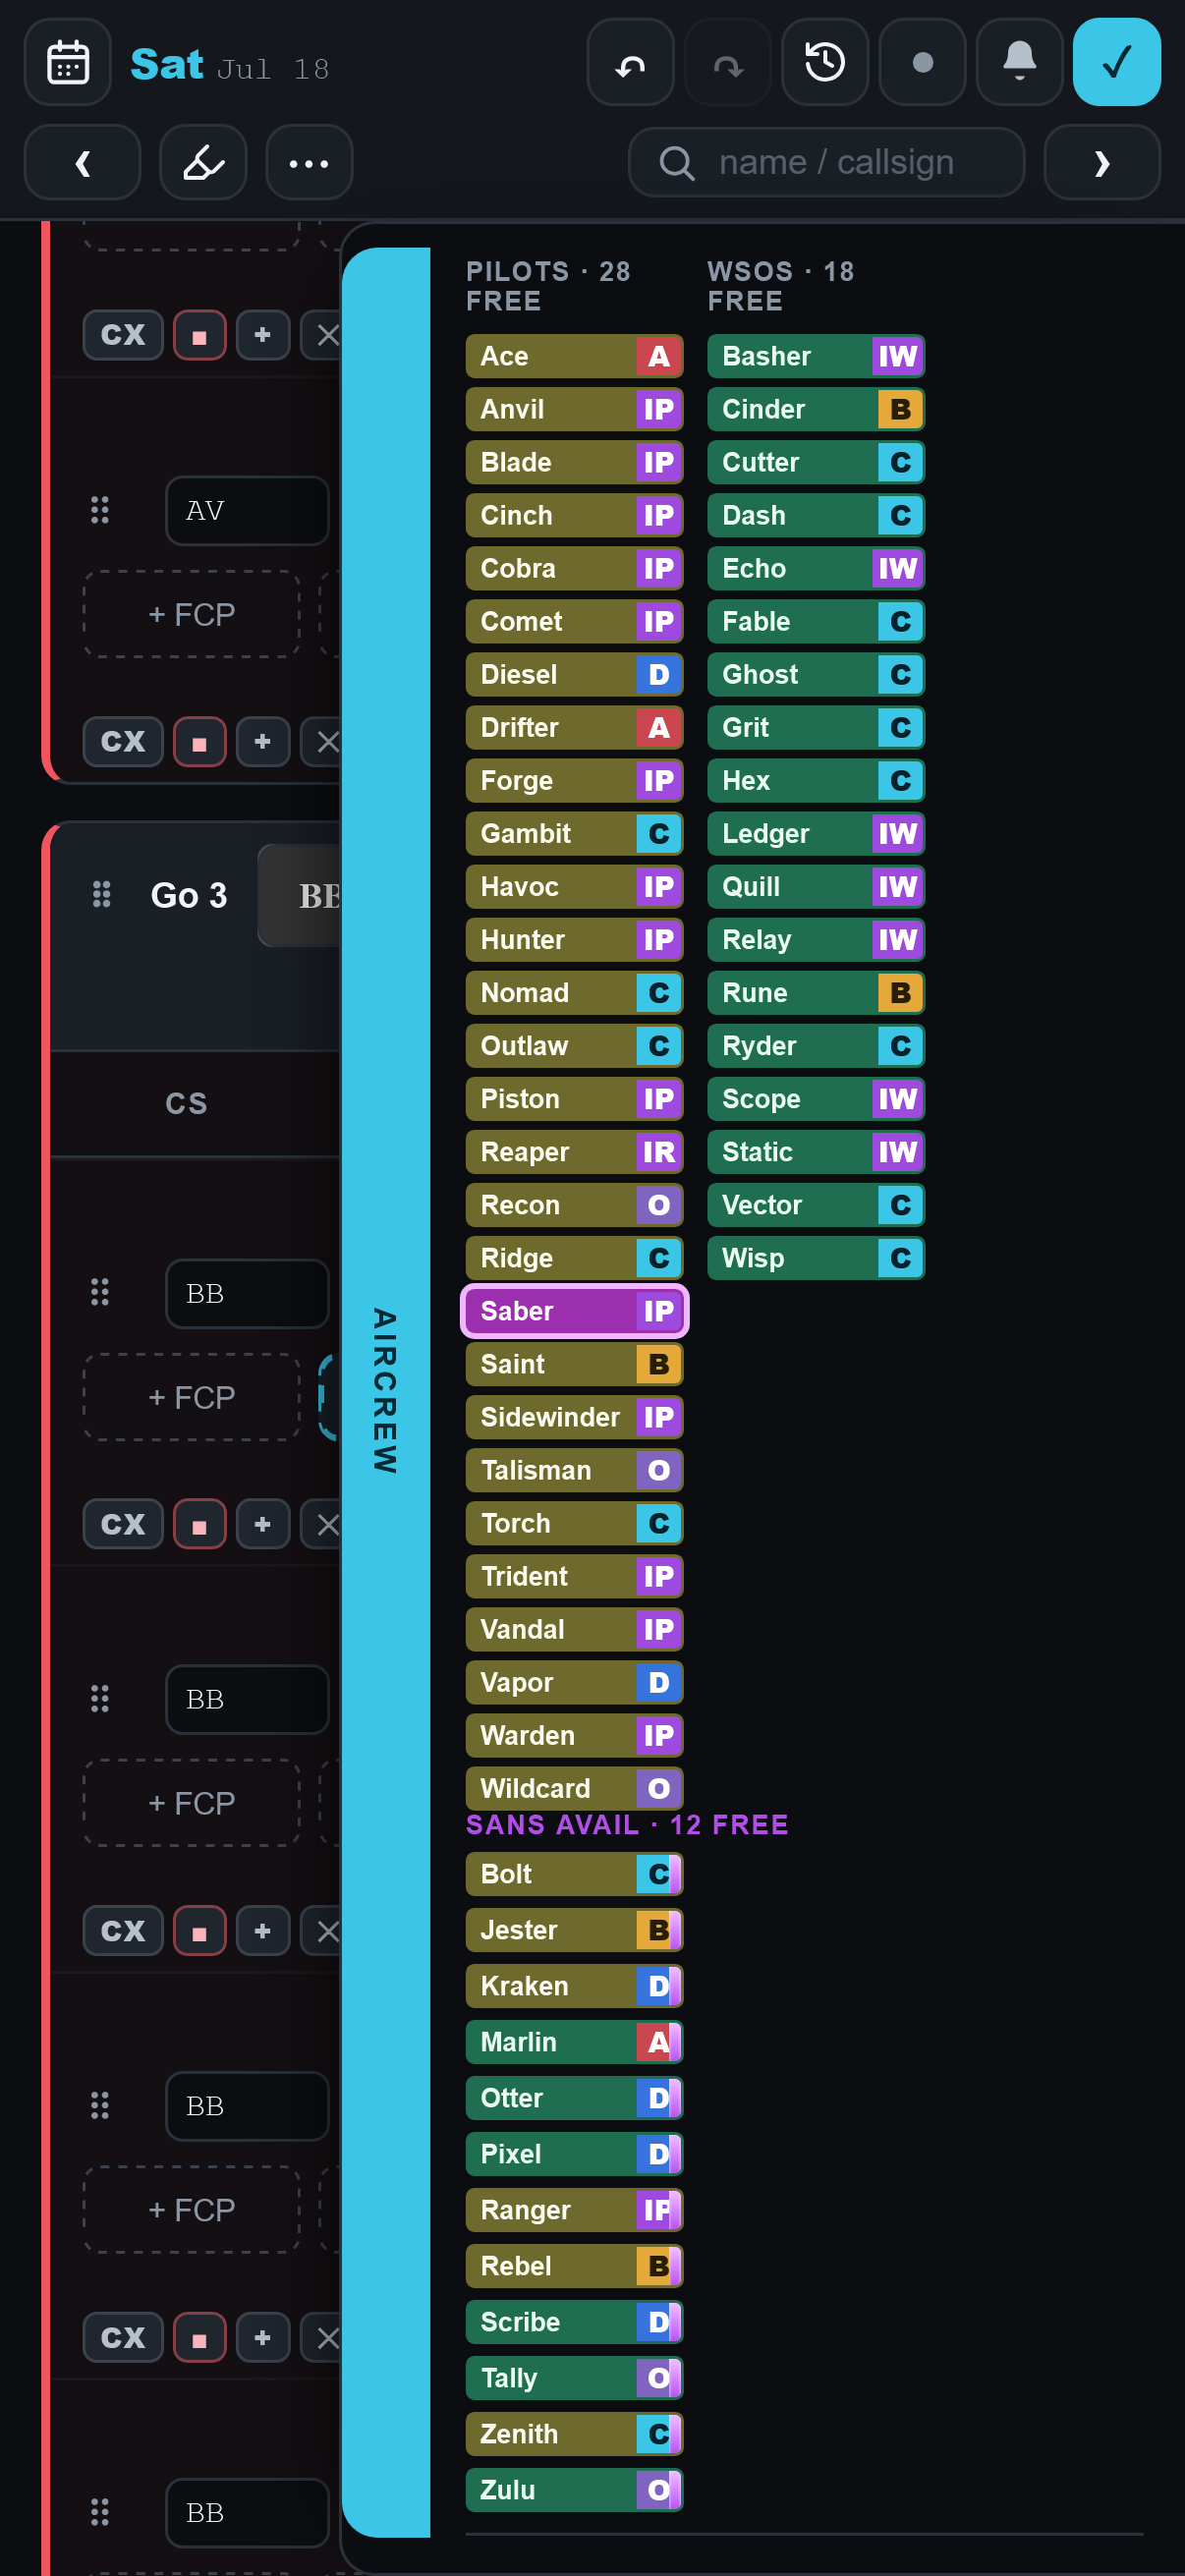 Sat Jul 18
name / callsign
CX
AV
+ FCP
CX
Go 3
CS
BB
+ FCP
CX
BB
+ FCP
CX
BB
+ FCP
CX
BB
AIRCREW
PILOTS · 28
FREE
Ace A
Anvil IP
Blade IP
Cinch IP
Cobra IP
Comet IP
Diesel D
Drifter A
Forge IP
Gambit C
Havoc IP
Hunter IP
Nomad C
Outlaw C
Piston IP
Reaper IR
Recon O
Ridge C
Saber IP
Saint B
Sidewinder IP
Talisman O
Torch C
Trident IP
Vandal IP
Vapor D
Warden IP
Wildcard O
WSOS · 18
FREE
Basher IW
Cinder B
Cutter C
Dash C
Echo IW
Fable C
Ghost C
Grit C
Hex C
Ledger IW
Quill IW
Relay IW
Rune B
Ryder C
Scope IW
Static IW
Vector C
Wisp C
SANS AVAIL · 12 FREE
Bolt C
Jester B
Kraken D
Marlin A
Otter D
Pixel D
Ranger IP
Rebel B
Scribe D
Tally O
Zenith C
Zulu O